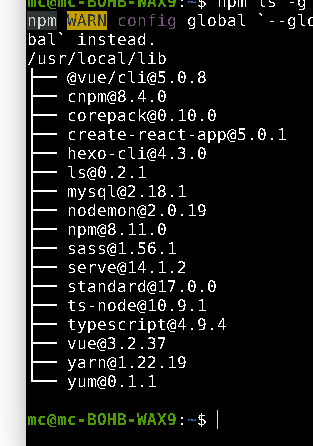 mc@mc-BOHB-WAX9:~$ npm ls -g
npm WARN config global `--glo
bal` instead.
/usr/local/lib
├── @vue/cli@5.0.8
├── cnpm@8.4.0
├── corepack@0.10.0
├── create-react-app@5.0.1
├── hexo-cli@4.3.0
├── ls@0.2.1
├── mysql@2.18.1
├── nodemon@2.0.19
├── npm@8.11.0
├── sass@1.56.1
├── serve@14.1.2
├── standard@17.0.0
├── ts-node@10.9.1
├── typescript@4.9.4
├── vue@3.2.37
├── yarn@1.22.19
└── yum@0.1.1
mc@mc-BOHB-WAX9:~$